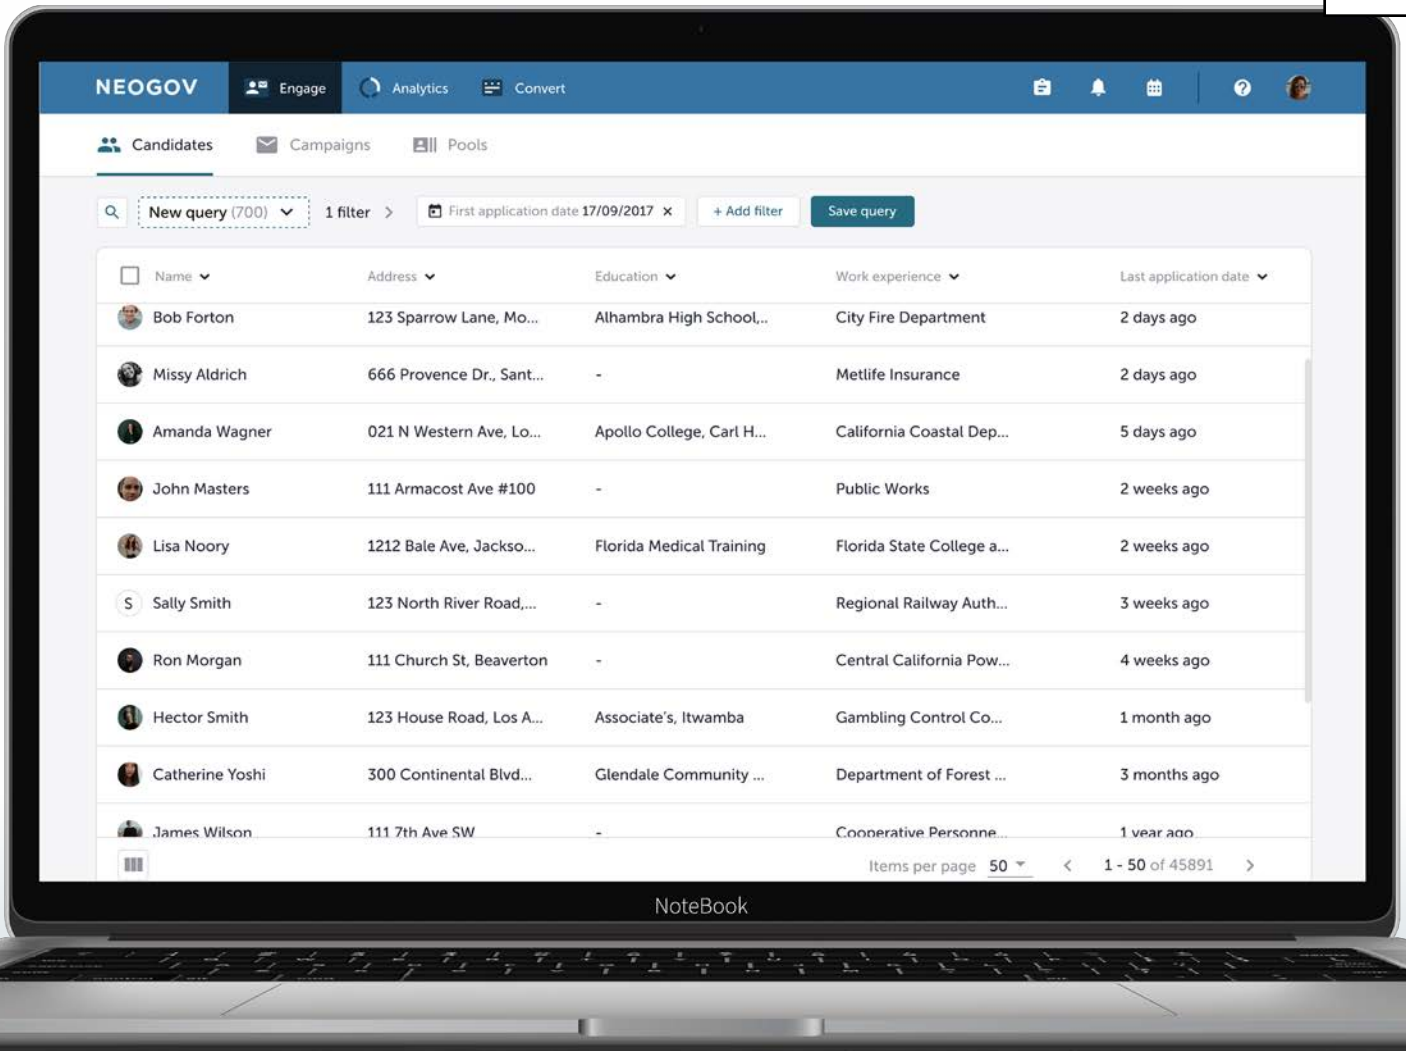 NEOGOV Engage Analytics Convert
Candidates Campaigns Pools
New query (700) 1 filter > First application date 17/09/2017 × + Add filter Save query
Name Address Education Work experience Last application date
Bob Forton 123 Sparrow Lane, Mo... Alhambra High School,.. City Fire Department 2 days ago
Missy Aldrich 666 Provence Dr., Sant... - Metlife Insurance 2 days ago
Amanda Wagner 021 N Western Ave, Lo... Apollo College, Carl H... California Coastal Dep... 5 days ago
John Masters 111 Armacost Ave #100 - Public Works 2 weeks ago
Lisa Noory 1212 Bale Ave, Jackso... Florida Medical Training Florida State College a... 2 weeks ago
S Sally Smith 123 North River Road,... - Regional Railway Auth... 3 weeks ago
Ron Morgan 111 Church St, Beaverton - Central California Pow... 4 weeks ago
Hector Smith 123 House Road, Los A... Associate's, Itwamba Gambling Control Co... 1 month ago
Catherine Yoshi 300 Continental Blvd... Glendale Community ... Department of Forest ... 3 months ago
James Wilson 111 7th Ave SW - Cooperative Personne... 1 year ago
Items per page 50 < 1 - 50 of 45891 >
NoteBook